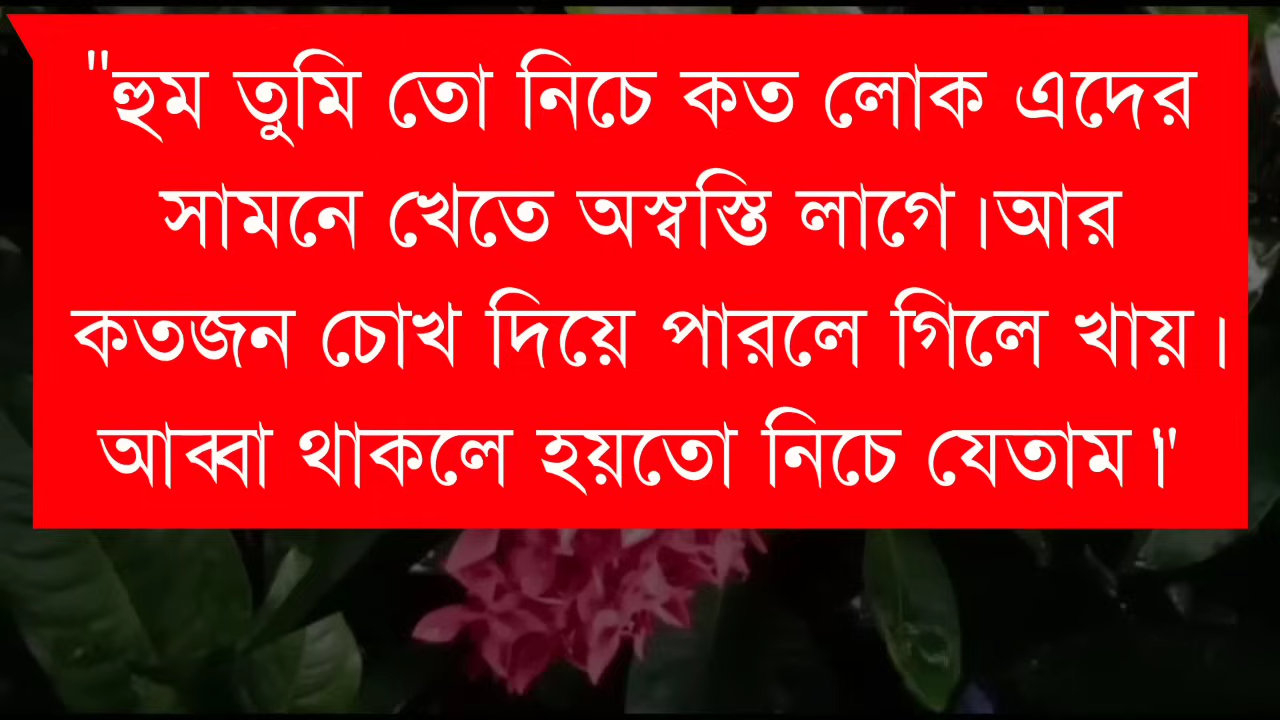 "হুম তুমি তো নিচে কত লোক এদের
সামনে খেতে অস্বস্তি লাগে।আর
কতজন চোখ দিয়ে পারলে গিলে খায়।
আব্বা থাকলে হয়তো নিচে যেতাম।"